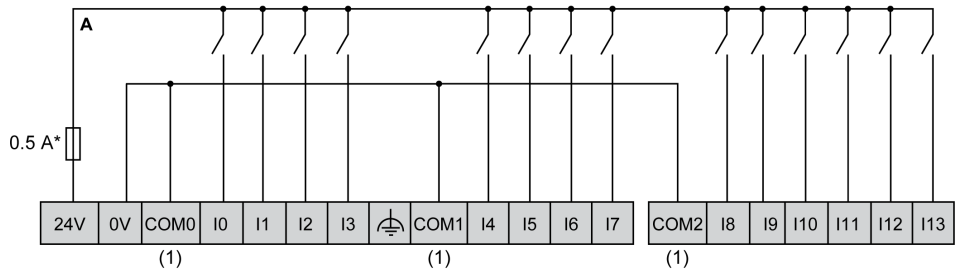 A
0.5 A*
24V 0V COM0 I0 I1 I2 I3 COM1 I4 I5 I6 I7 COM2 I8 I9 I10 I11 I12 I13
(1) (1) (1)